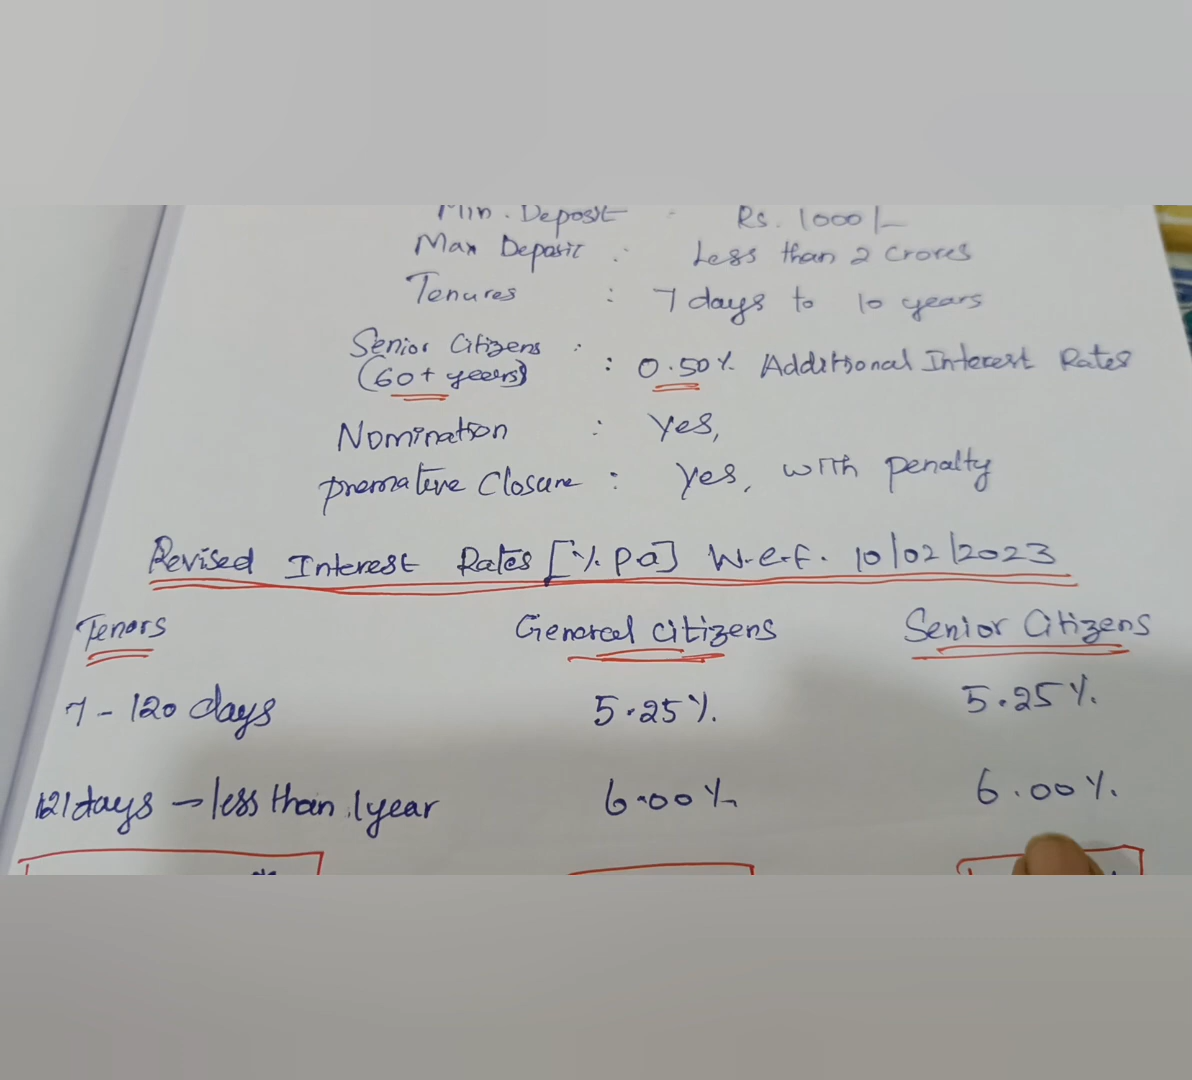 Min. Deposit - Rs. 1000/-
Max Deposit : Less than 2 crores
Tenures : 7 days to 10 years
Senior Citizens :
(60+ years) : 0.50% Additional Interest Rates
Nomination : Yes,
premative Closure : Yes, with penalty
Revised Interest Rates [% pa] W.e.f. 10/02/2023
Tenors General citizens Senior Citizens
7 - 120 days 5.25%. 5.25%.
121 days - less than 1 year 6.00% 6.00%.